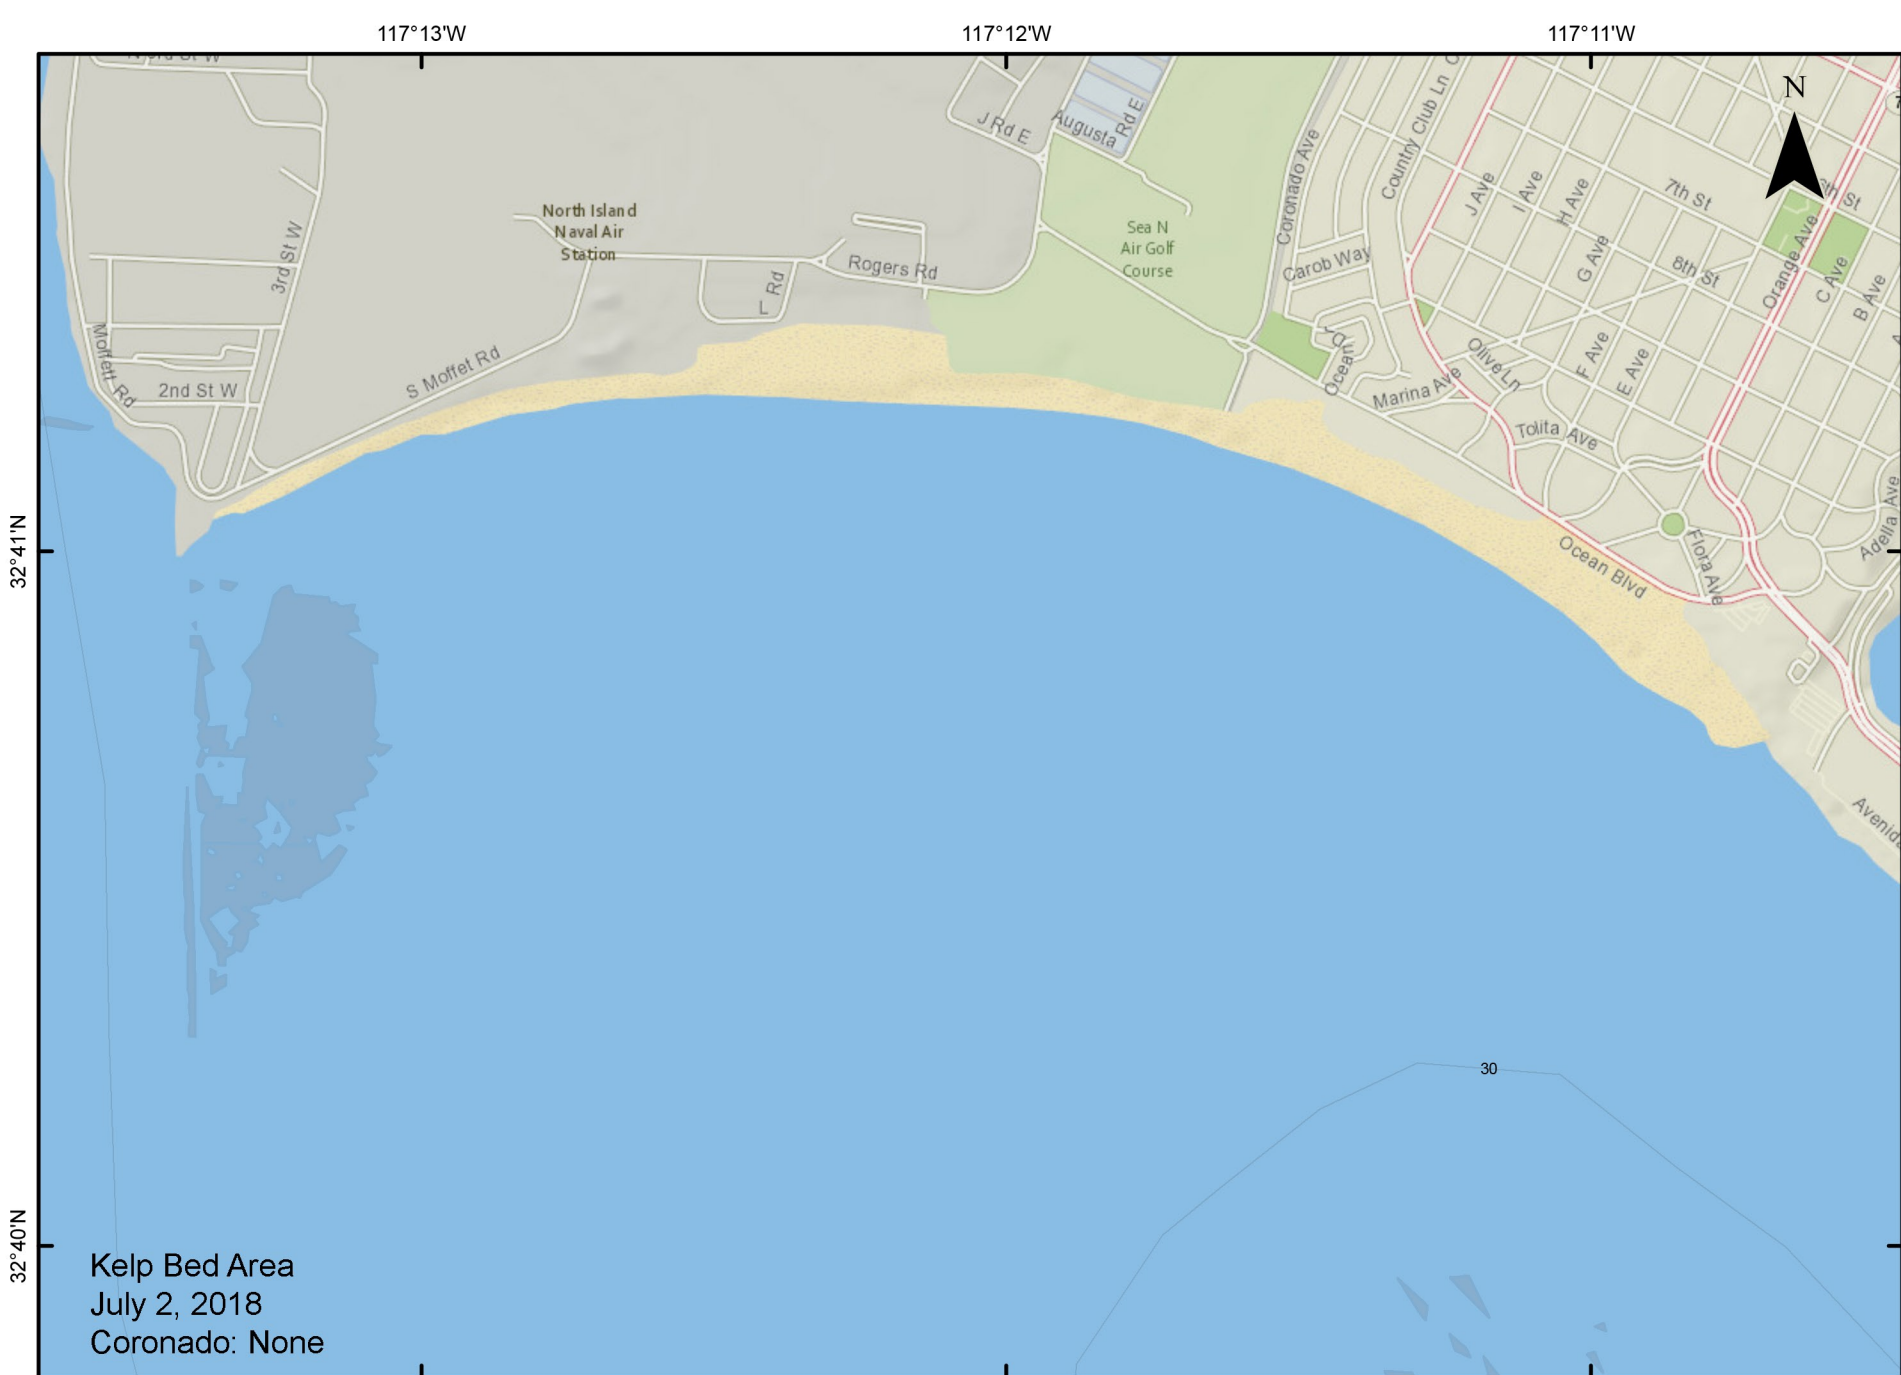 117°13'W
117°12'W
117°11'W
N
J Rd E
Augusta
Rd E
Coronado Ave
Country Club Ln
J Ave
I Ave
H Ave
7th St
6th St
North Island
Naval Air
Station
Sea N
Air Golf
Course
3rd St W
Rogers Rd
L Rd
Carob Way
G Ave
8th St
Orange Ave
C Ave
B Ave
Moffett Rd
2nd St W
S Moffet Rd
Ocean Dr
Marina Ave
Olive Ln
F Ave
E Ave
Tolita Ave
Adella Ave
32°41'N
Ocean Blvd
Flora Ave
30
32°40'N
Kelp Bed Area
July 2, 2018
Coronado: None